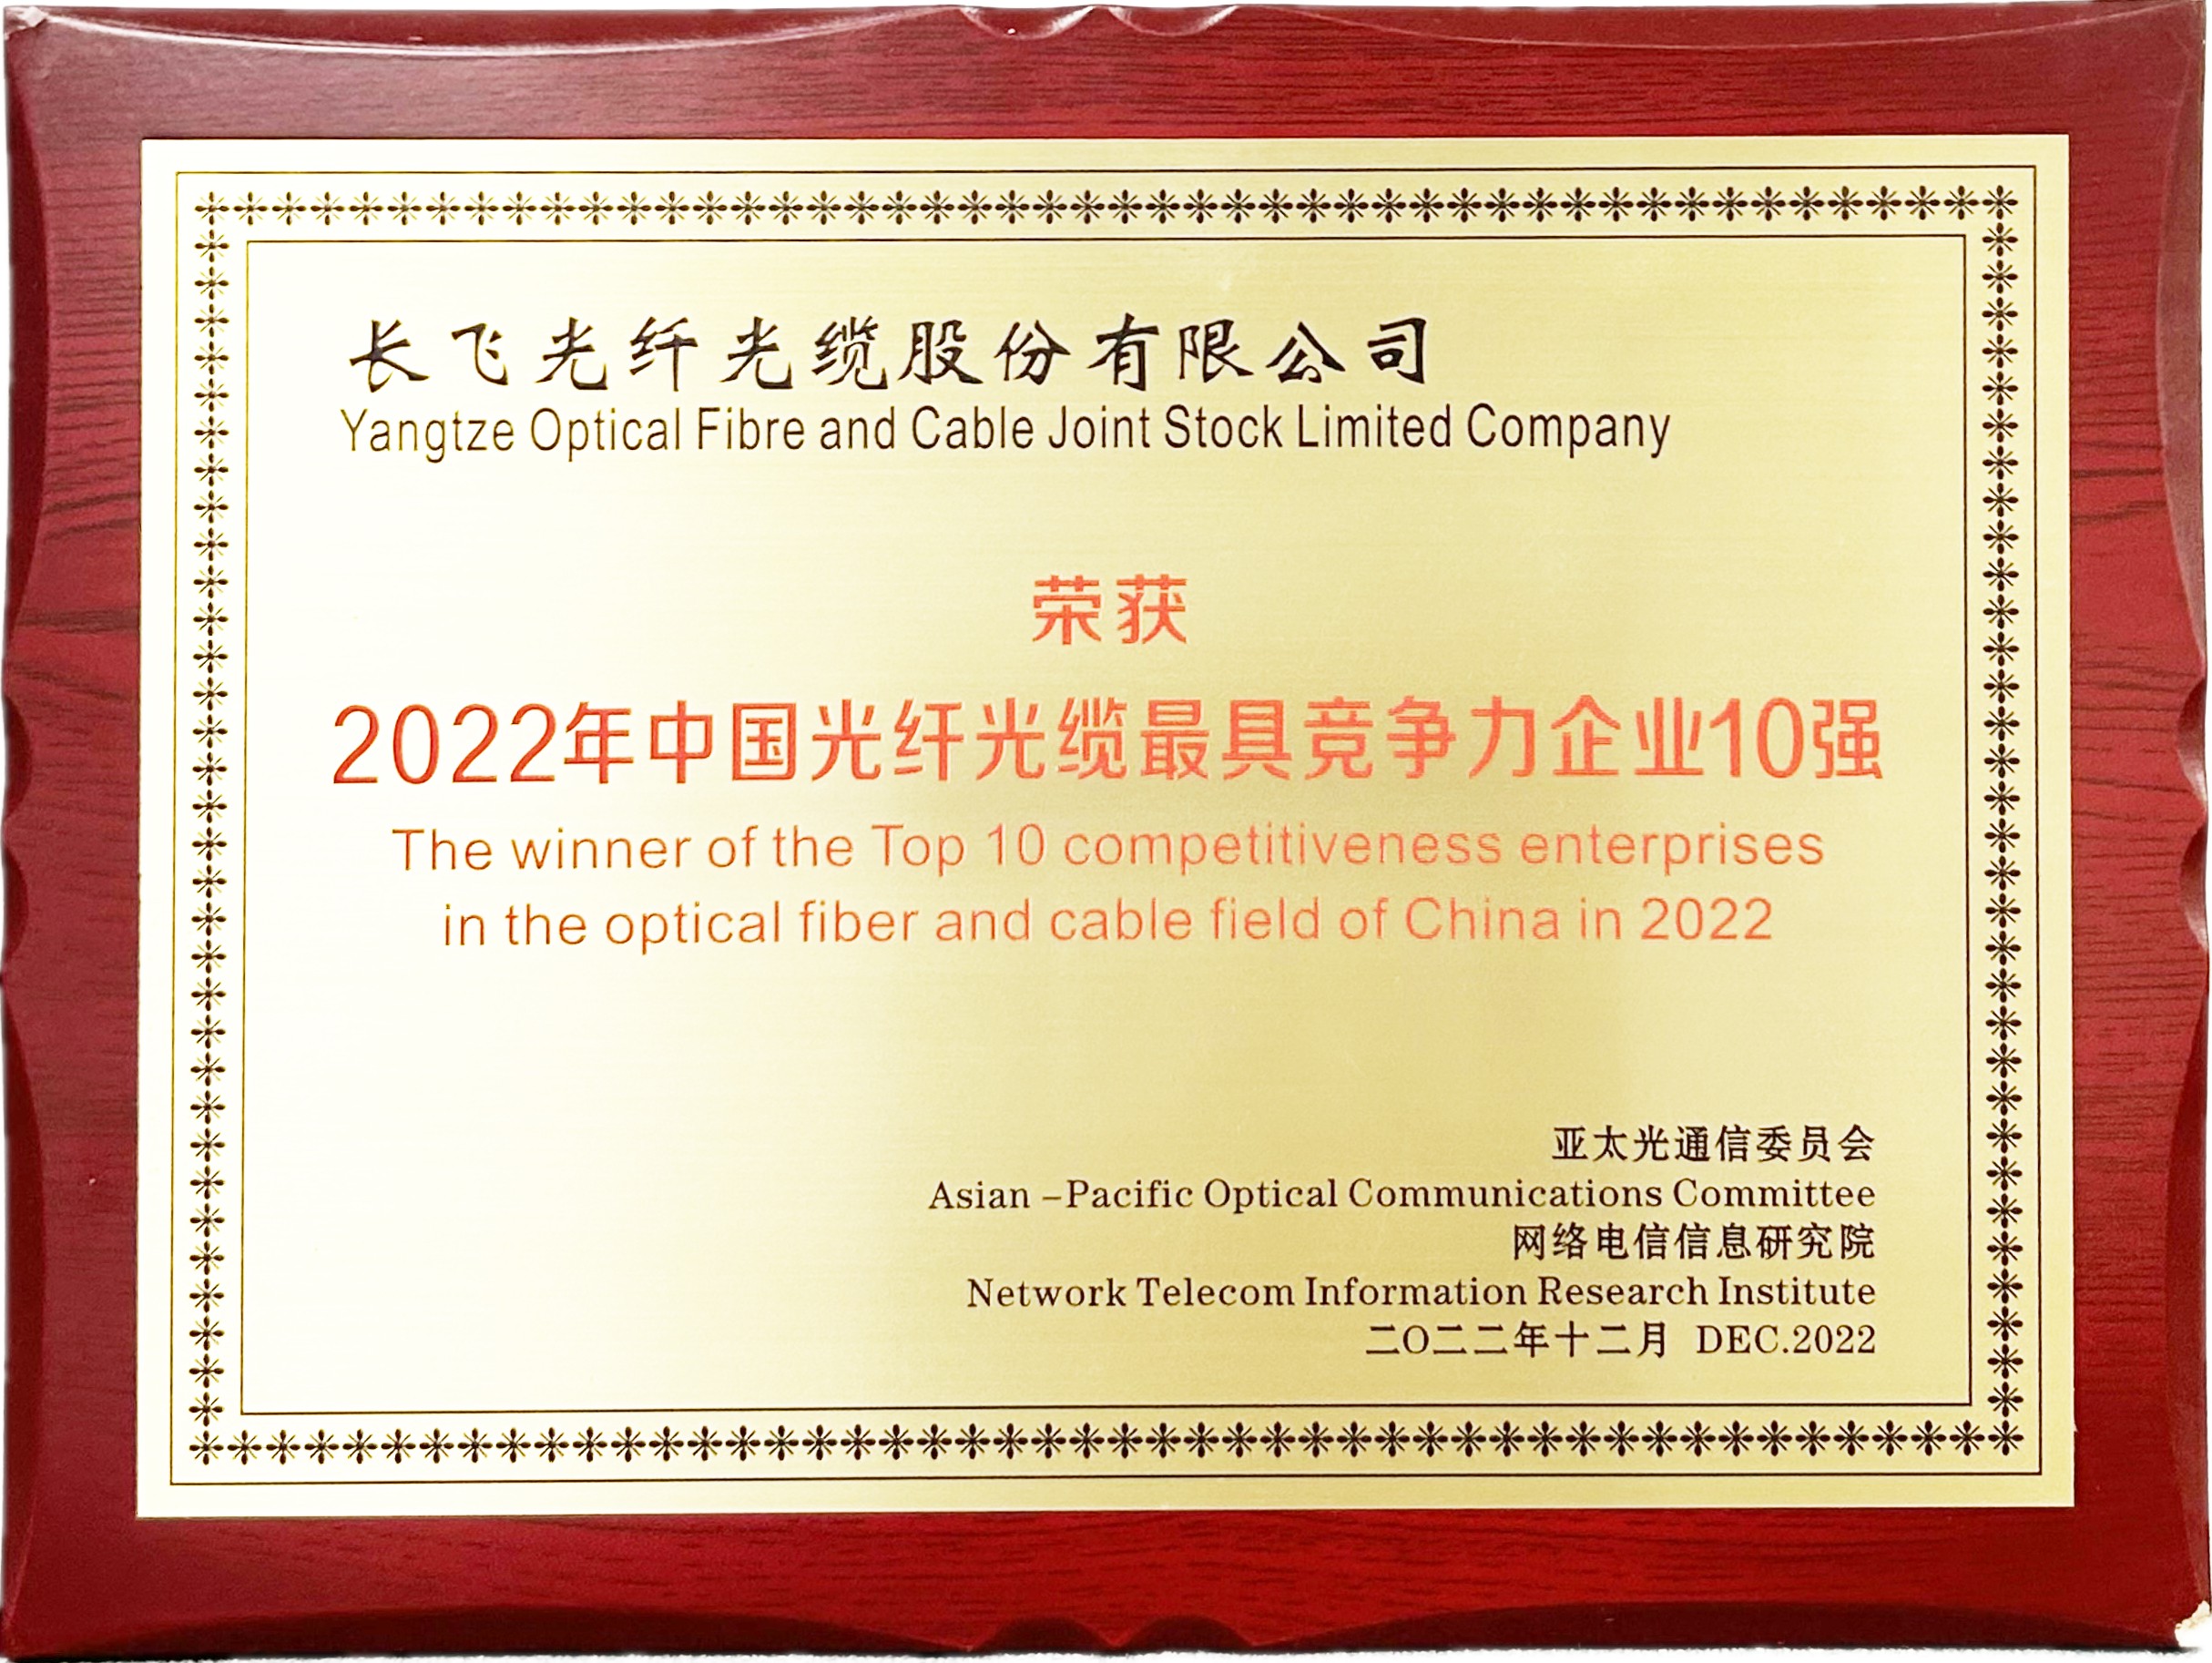 长飞光纤光缆股份有限公司
Yangtze Optical Fibre and Cable Joint Stock Limited Company
荣获
2022年中国光纤光缆最具竞争力企业10强
The winner of the Top 10 competitiveness enterprises
in the optical fiber and cable field of China in 2022
亚太光通信委员会
Asian -Pacific Optical Communications Committee
网络电信信息研究院
Network Telecom Information Research Institute
二〇二二年十二月 DEC.2022